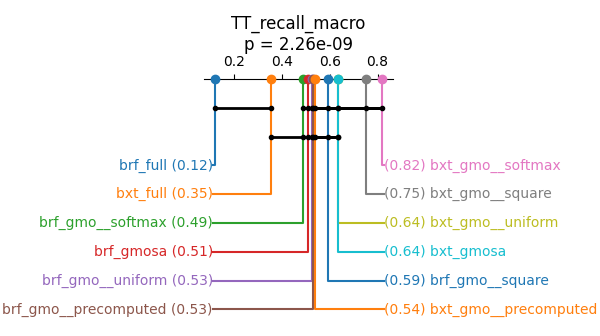 TT_recall_macro
p = 2.26e-09
0.2 0.4 0.6 0.8
brf_full (0.12)
bxt_full (0.35)
brf_gmo__softmax (0.49)
brf_gmosa (0.51)
brf_gmo__uniform (0.53)
brf_gmo__precomputed (0.53)
(0.82) bxt_gmo__softmax
(0.75) bxt_gmo__square
(0.64) bxt_gmo__uniform
(0.64) bxt_gmosa
(0.59) brf_gmo__square
(0.54) bxt_gmo__precomputed